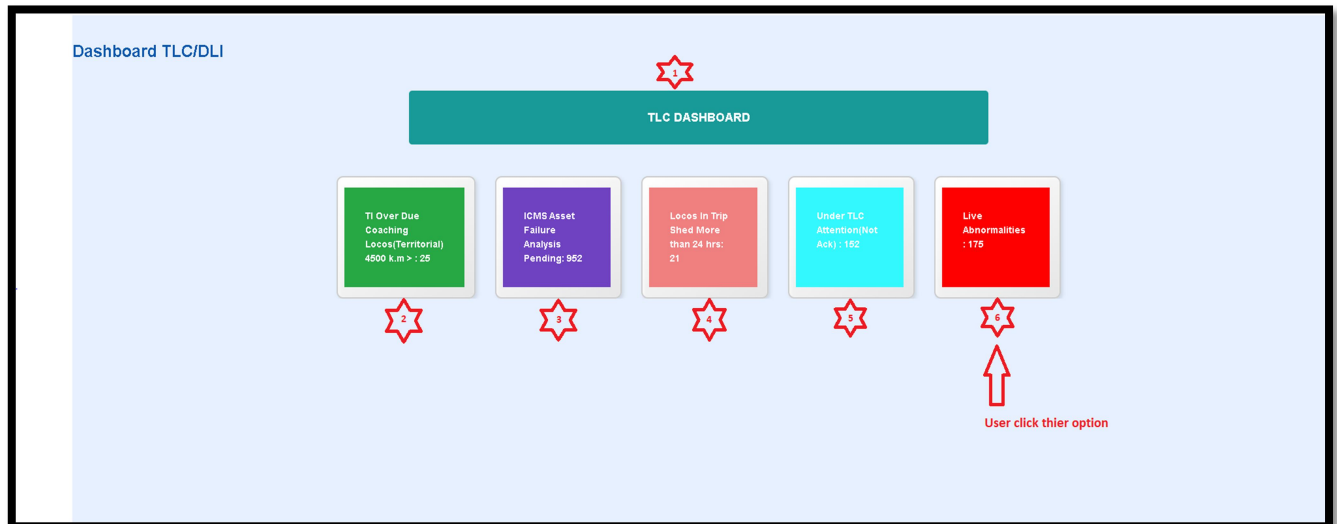 Dashboard TLC/DLI
1
TLC DASHBOARD
TI Over Due
Coaching
Locos(Territorial)
4500 k.m > : 25
ICMS Asset
Failure
Analysis
Pending: 952
Locos In Trip
Shed More
than 24 hrs:
21
Under TLC
Attention(Not
Ack) : 152
Live
Abnormalities
: 175
2
3
4
5
6
User click thier option